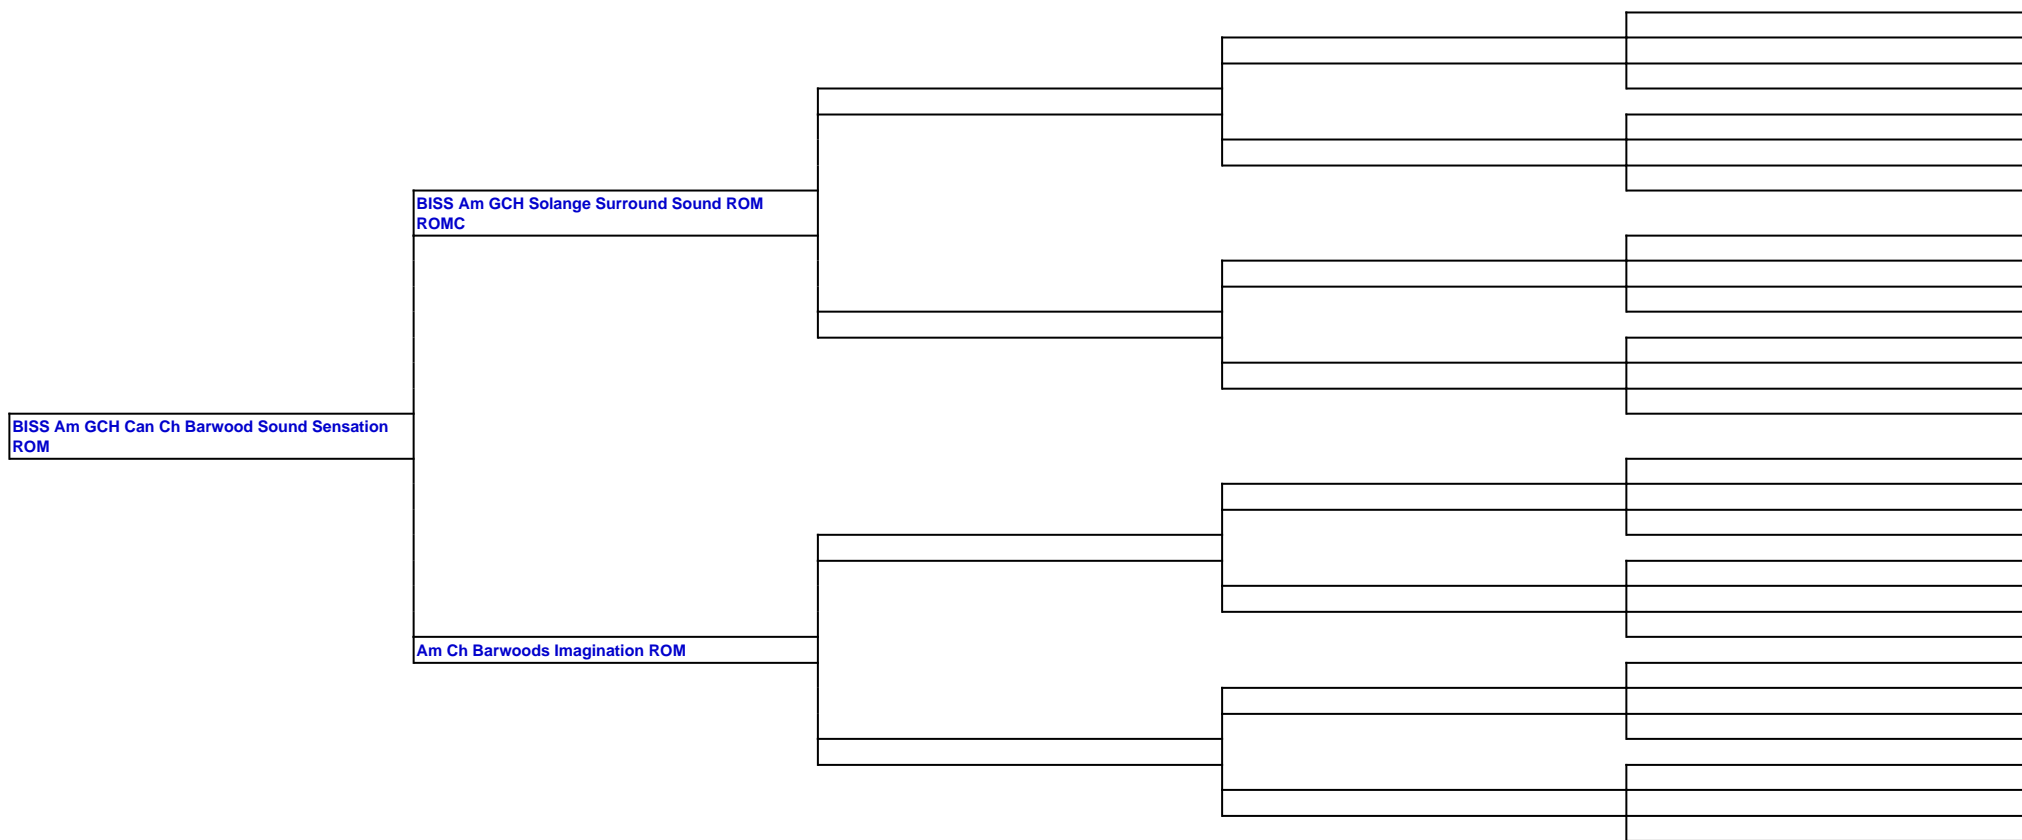 BISS Am GCH Solange Surround Sound ROM
ROMC
BISS Am GCH Can Ch Barwood Sound Sensation
ROM
Am Ch Barwoods Imagination ROM